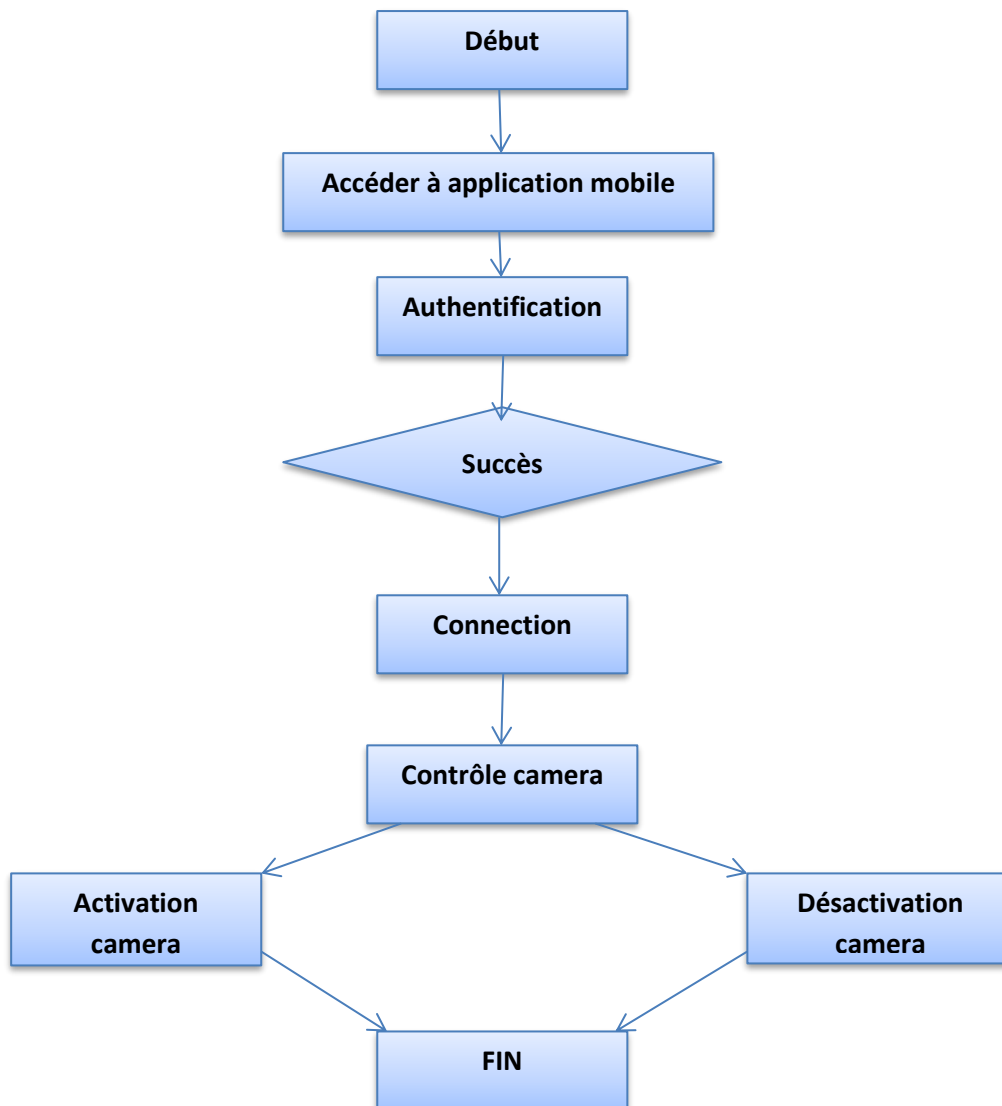 Début
Accéder à application mobile
Authentification
Succès
Connection
Contrôle camera
Activation
camera
Désactivation
camera
FIN